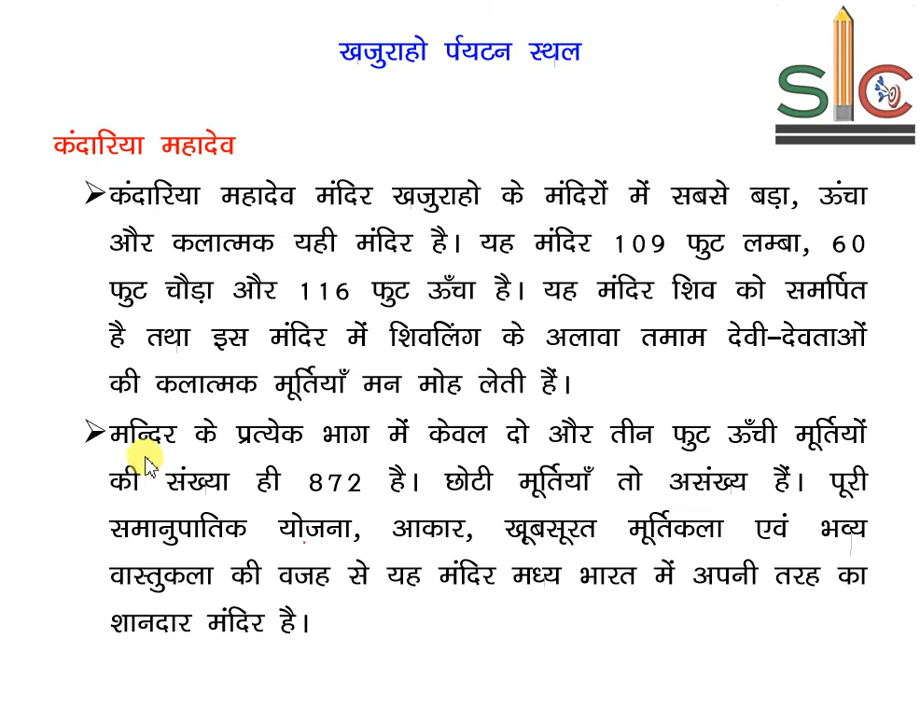 खजुराहो र्पयटन स्थल
SIC
कंदारिया महादेव
➢ कंदारिया महादेव मंदिर खजुराहो के मंदिरों में सबसे बड़ा, ऊंचा
और कलात्मक यही मंदिर है। यह मंदिर 109 फुट लम्बा, 60
फुट चौड़ा और 116 फुट ऊँचा है। यह मंदिर शिव को समर्पित
है तथा इस मंदिर में शिवलिंग के अलावा तमाम देवी–देवताओं
की कलात्मक मूर्तियाँ मन मोह लेती हैं।
➢ मन्दिर के प्रत्येक भाग में केवल दो और तीन फुट ऊँची मूर्तियों
की संख्या ही 872 है। छोटी मूर्तियाँ तो असंख्य हैं। पूरी
समानुपातिक योजना, आकार, खूबसूरत मूर्तिकला एवं भव्य
वास्तुकला की वजह से यह मंदिर मध्य भारत में अपनी तरह का
शानदार मंदिर है।